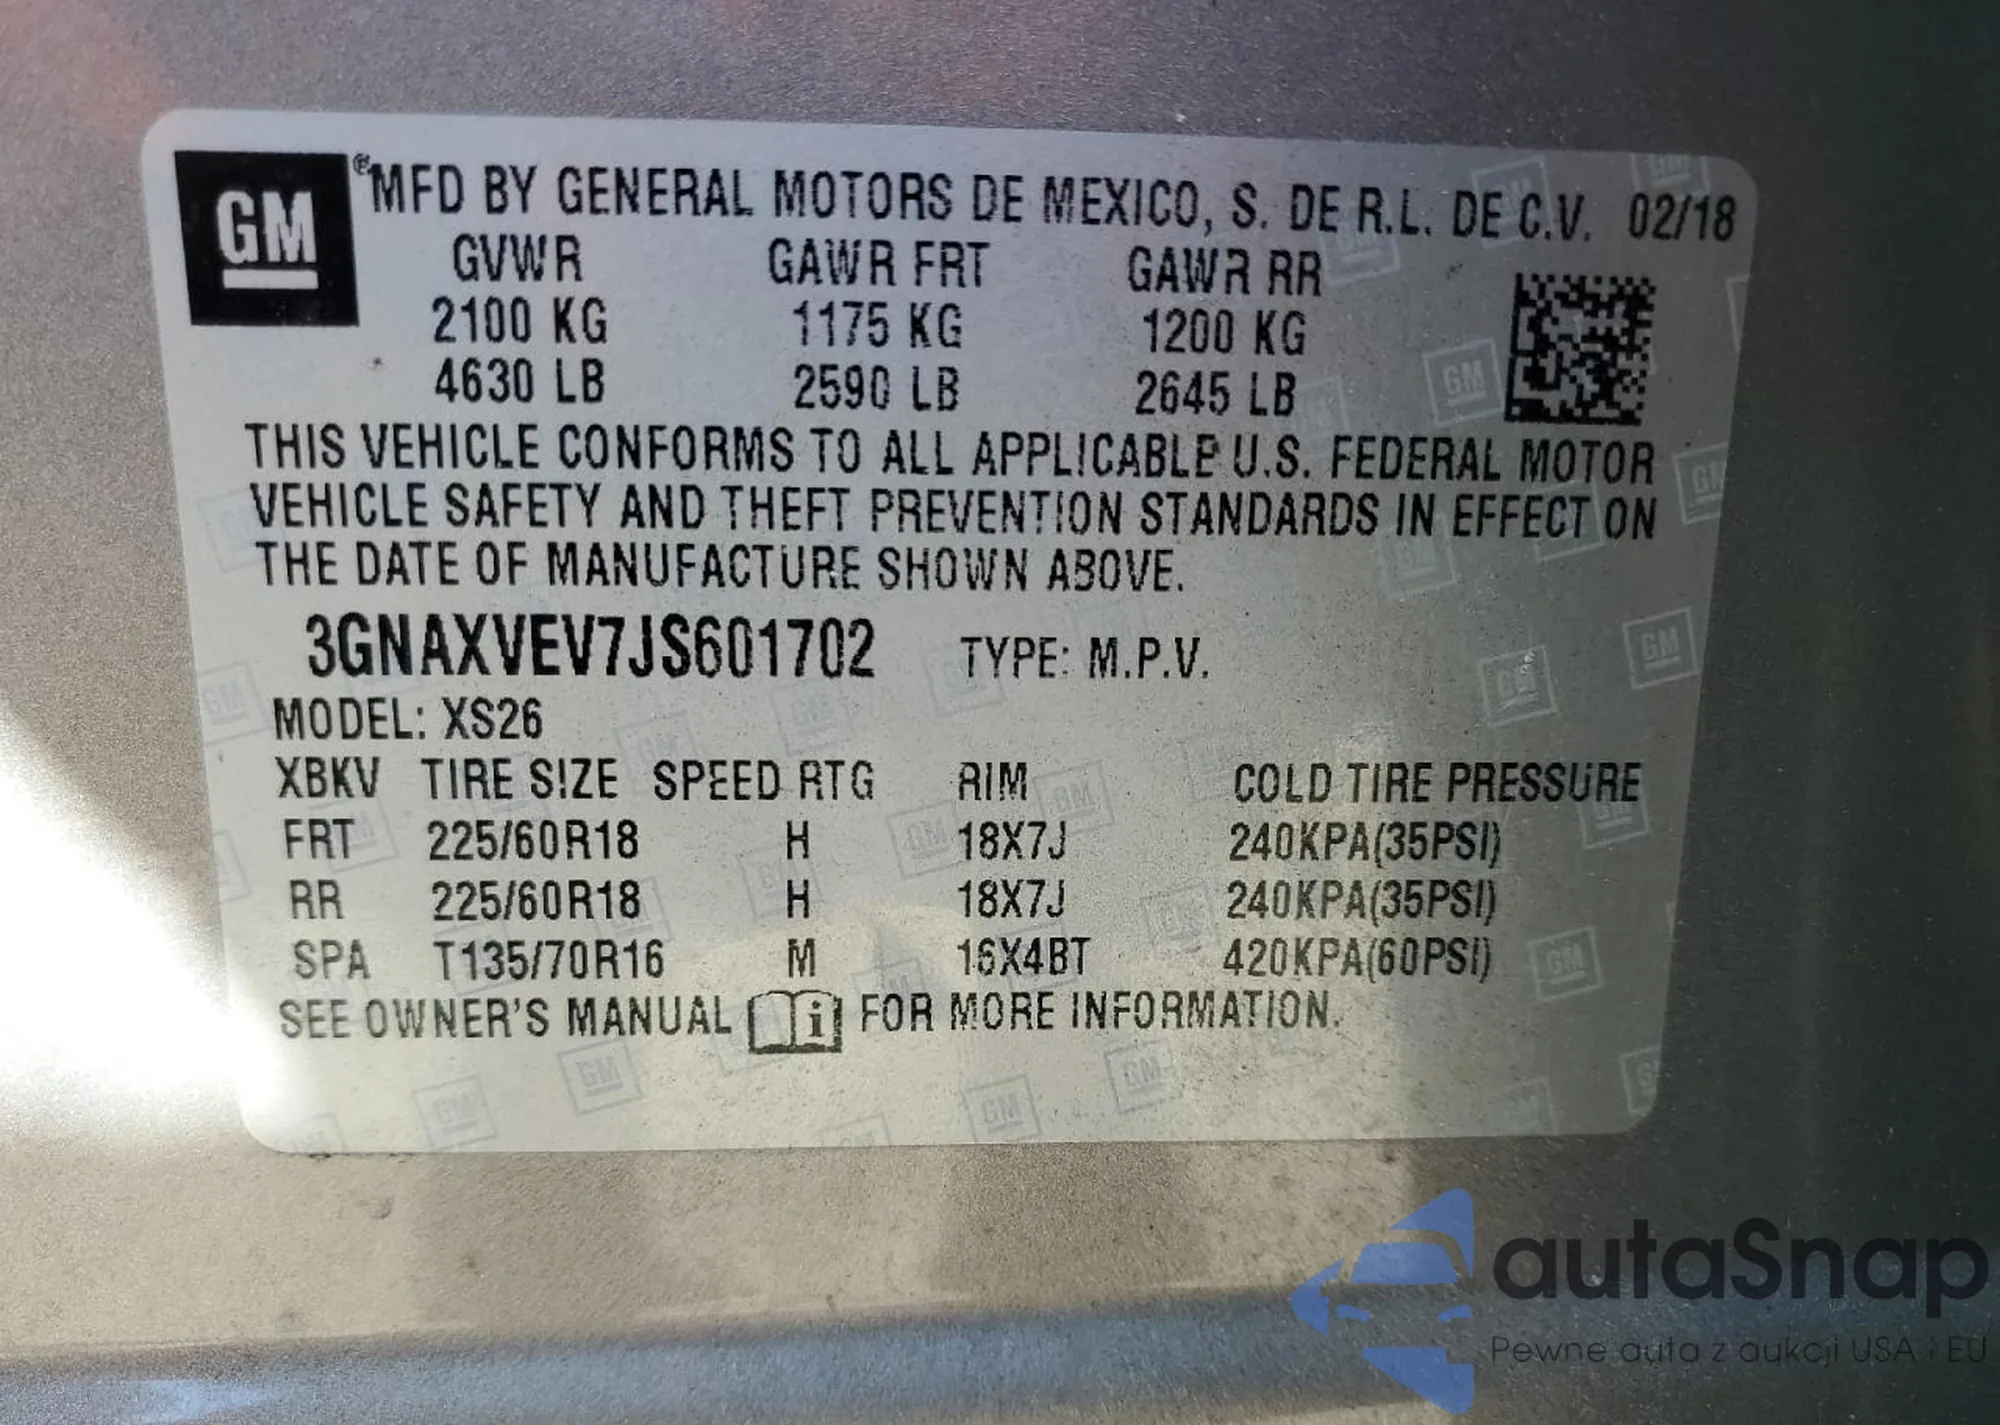 GM ® MFD BY GENERAL MOTORS DE MEXICO, S. DE R.L. DE C.V. 02/18
GVWR GAWR FRT GAWR RR
2100 KG 1175 KG 1200 KG
4630 LB 2590 LB 2645 LB
THIS VEHICLE CONFORMS TO ALL APPLICABLE U.S. FEDERAL MOTOR
VEHICLE SAFETY AND THEFT PREVENTION STANDARDS IN EFFECT ON
THE DATE OF MANUFACTURE SHOWN ABOVE.
3GNAXVEV7JS601702 TYPE: M.P.V.
MODEL: XS26
XBKV TIRE SIZE SPEED RTG RIM COLD TIRE PRESSURE
FRT 225/60R18 H 18X7J 240KPA(35PSI)
RR 225/60R18 H 18X7J 240KPA(35PSI)
SPA T135/70R16 M 16X4BT 420KPA(60PSI)
SEE OWNER'S MANUAL i FOR MORE INFORMATION.
autaSnap
Pewne auta z aukcji USA i EU